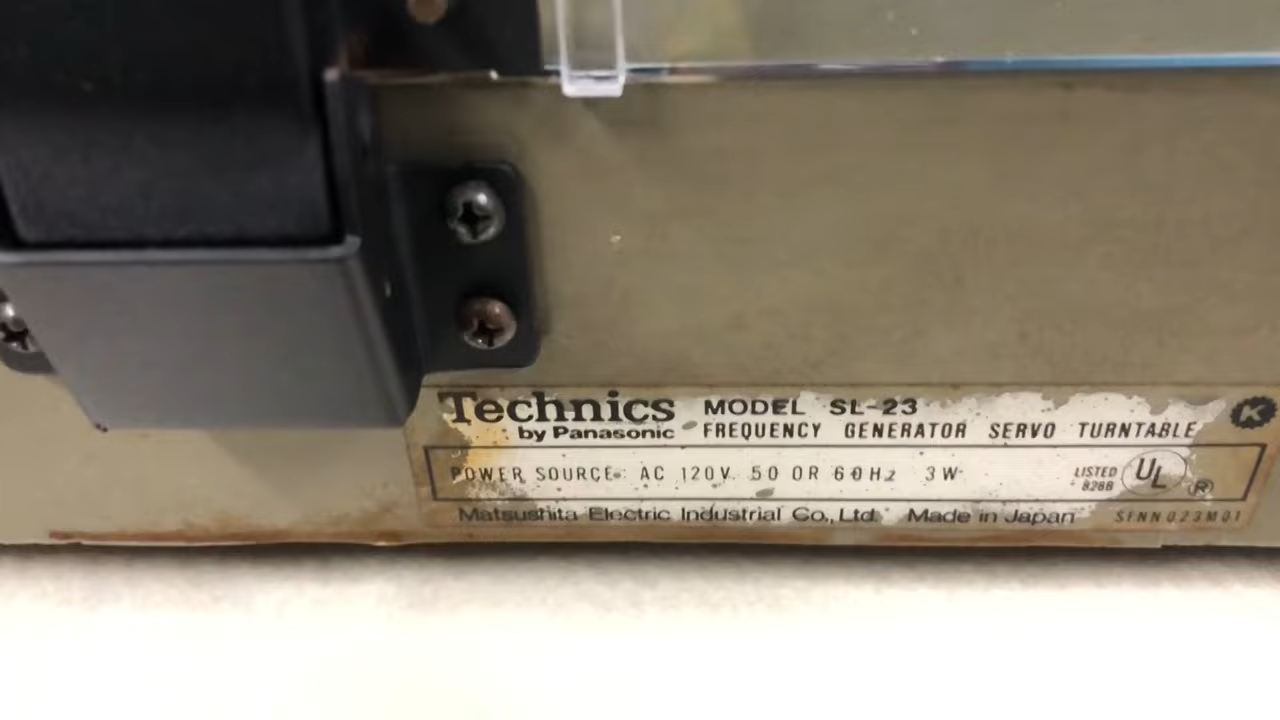 Technics MODEL SL-23
by Panasonic FREQUENCY GENERATOR SERVO TURNTABLE
K
POWER SOURCE: AC 120V 50 OR 60Hz 3W
LISTED 828B UL ®
Matsushita Electric Industrial Co., Ltd. Made in Japan SFNN023M01